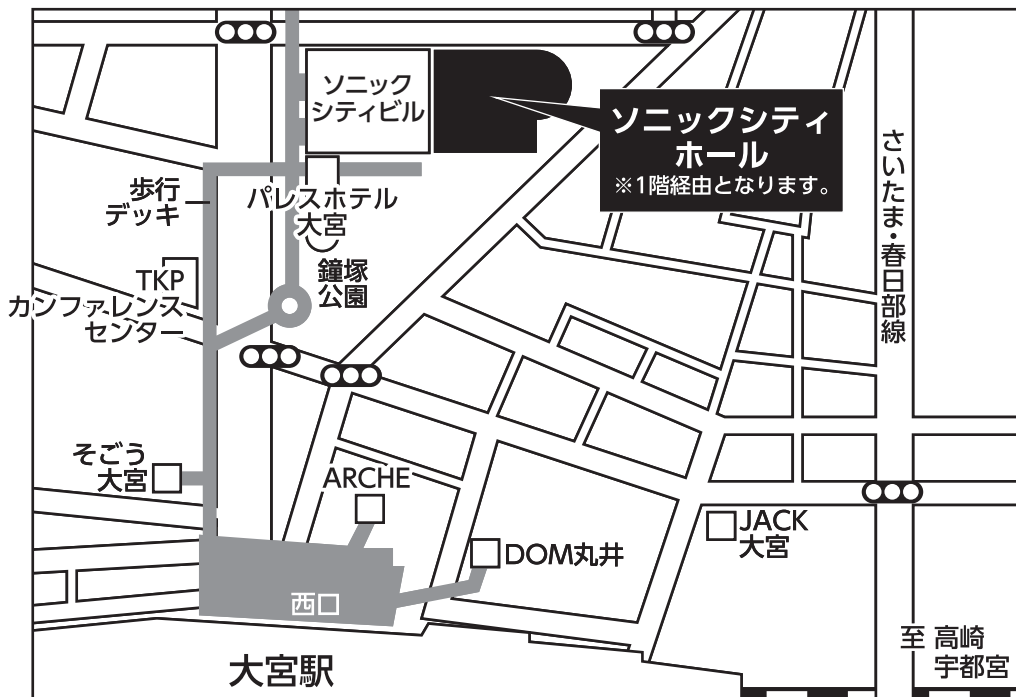 ソニック
シティビル
ソニックシティ
ホール
※1階経由となります。
歩行
デッキ
パレスホテル
大宮
さいたま・春日部線
TKP
カンファレンス
センター
鐘塚
公園
そごう
大宮
ARCHE
JACK
大宮
DOM丸井
西口
大宮駅
至 高崎
宇都宮